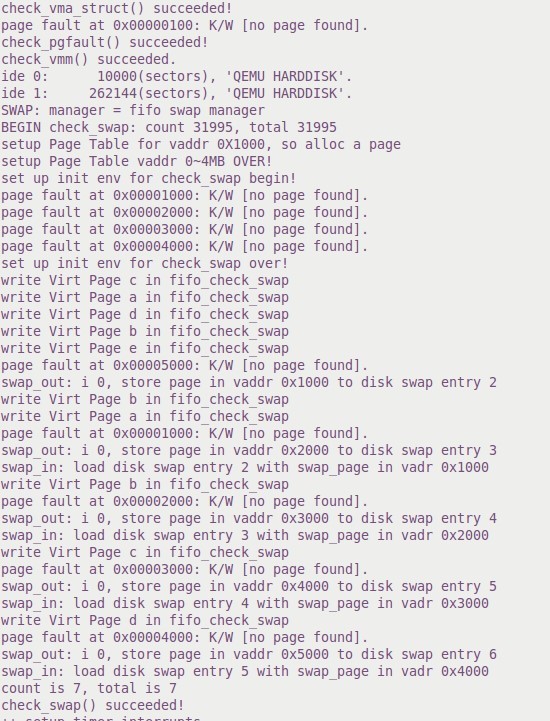 check_vma_struct() succeeded!
page fault at 0x00000100: K/W [no page found].
check_pgfault() succeeded!
check_vmm() succeeded.
ide 0:      10000(sectors), 'QEMU HARDDISK'.
ide 1:     262144(sectors), 'QEMU HARDDISK'.
SWAP: manager = fifo swap manager
BEGIN check_swap: count 31995, total 31995
setup Page Table for vaddr 0X1000, so alloc a page
setup Page Table vaddr 0~4MB OVER!
set up init env for check_swap begin!
page fault at 0x00001000: K/W [no page found].
page fault at 0x00002000: K/W [no page found].
page fault at 0x00003000: K/W [no page found].
page fault at 0x00004000: K/W [no page found].
set up init env for check_swap over!
write Virt Page c in fifo_check_swap
write Virt Page a in fifo_check_swap
write Virt Page d in fifo_check_swap
write Virt Page b in fifo_check_swap
write Virt Page e in fifo_check_swap
page fault at 0x00005000: K/W [no page found].
swap_out: i 0, store page in vaddr 0x1000 to disk swap entry 2
write Virt Page b in fifo_check_swap
write Virt Page a in fifo_check_swap
page fault at 0x00001000: K/W [no page found].
swap_out: i 0, store page in vaddr 0x2000 to disk swap entry 3
swap_in: load disk swap entry 2 with swap_page in vadr 0x1000
write Virt Page b in fifo_check_swap
page fault at 0x00002000: K/W [no page found].
swap_out: i 0, store page in vaddr 0x3000 to disk swap entry 4
swap_in: load disk swap entry 3 with swap_page in vadr 0x2000
write Virt Page c in fifo_check_swap
page fault at 0x00003000: K/W [no page found].
swap_out: i 0, store page in vaddr 0x4000 to disk swap entry 5
swap_in: load disk swap entry 4 with swap_page in vadr 0x3000
write Virt Page d in fifo_check_swap
page fault at 0x00004000: K/W [no page found].
swap_out: i 0, store page in vaddr 0x5000 to disk swap entry 6
swap_in: load disk swap entry 5 with swap_page in vadr 0x4000
count is 7, total is 7
check_swap() succeeded!
++ setup timer interrupts